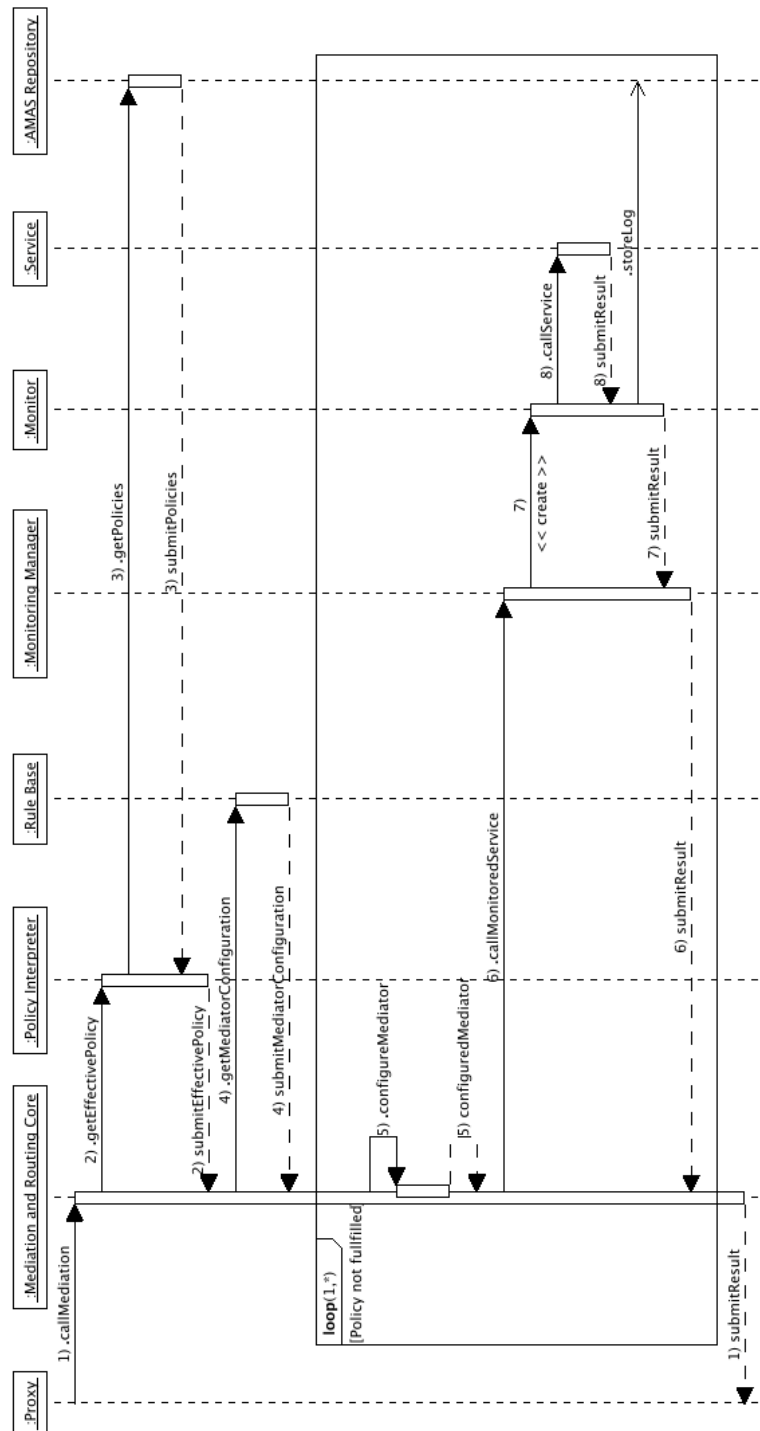 :Proxy
:Mediation and Routing Core
:Policy Interpreter
:Rule Base
:Monitoring Manager
:Monitor
:Service
:AMAS Repository
1) .callMediation
2) .getEffectivePolicy
3) .getPolicies
3) submitPolicies
2) submitEffectivePolicy
4) .getMediatorConfiguration
4) submitMediatorConfiguration
loop(1,*)
[Policy not fullfilled]
5) .configureMediator
5) configuredMediator
6) .callMonitoredService
7)
<< create >>
8) .callService
8) submitResult
.storeLog
7) submitResult
6) submitResult
1) submitResult